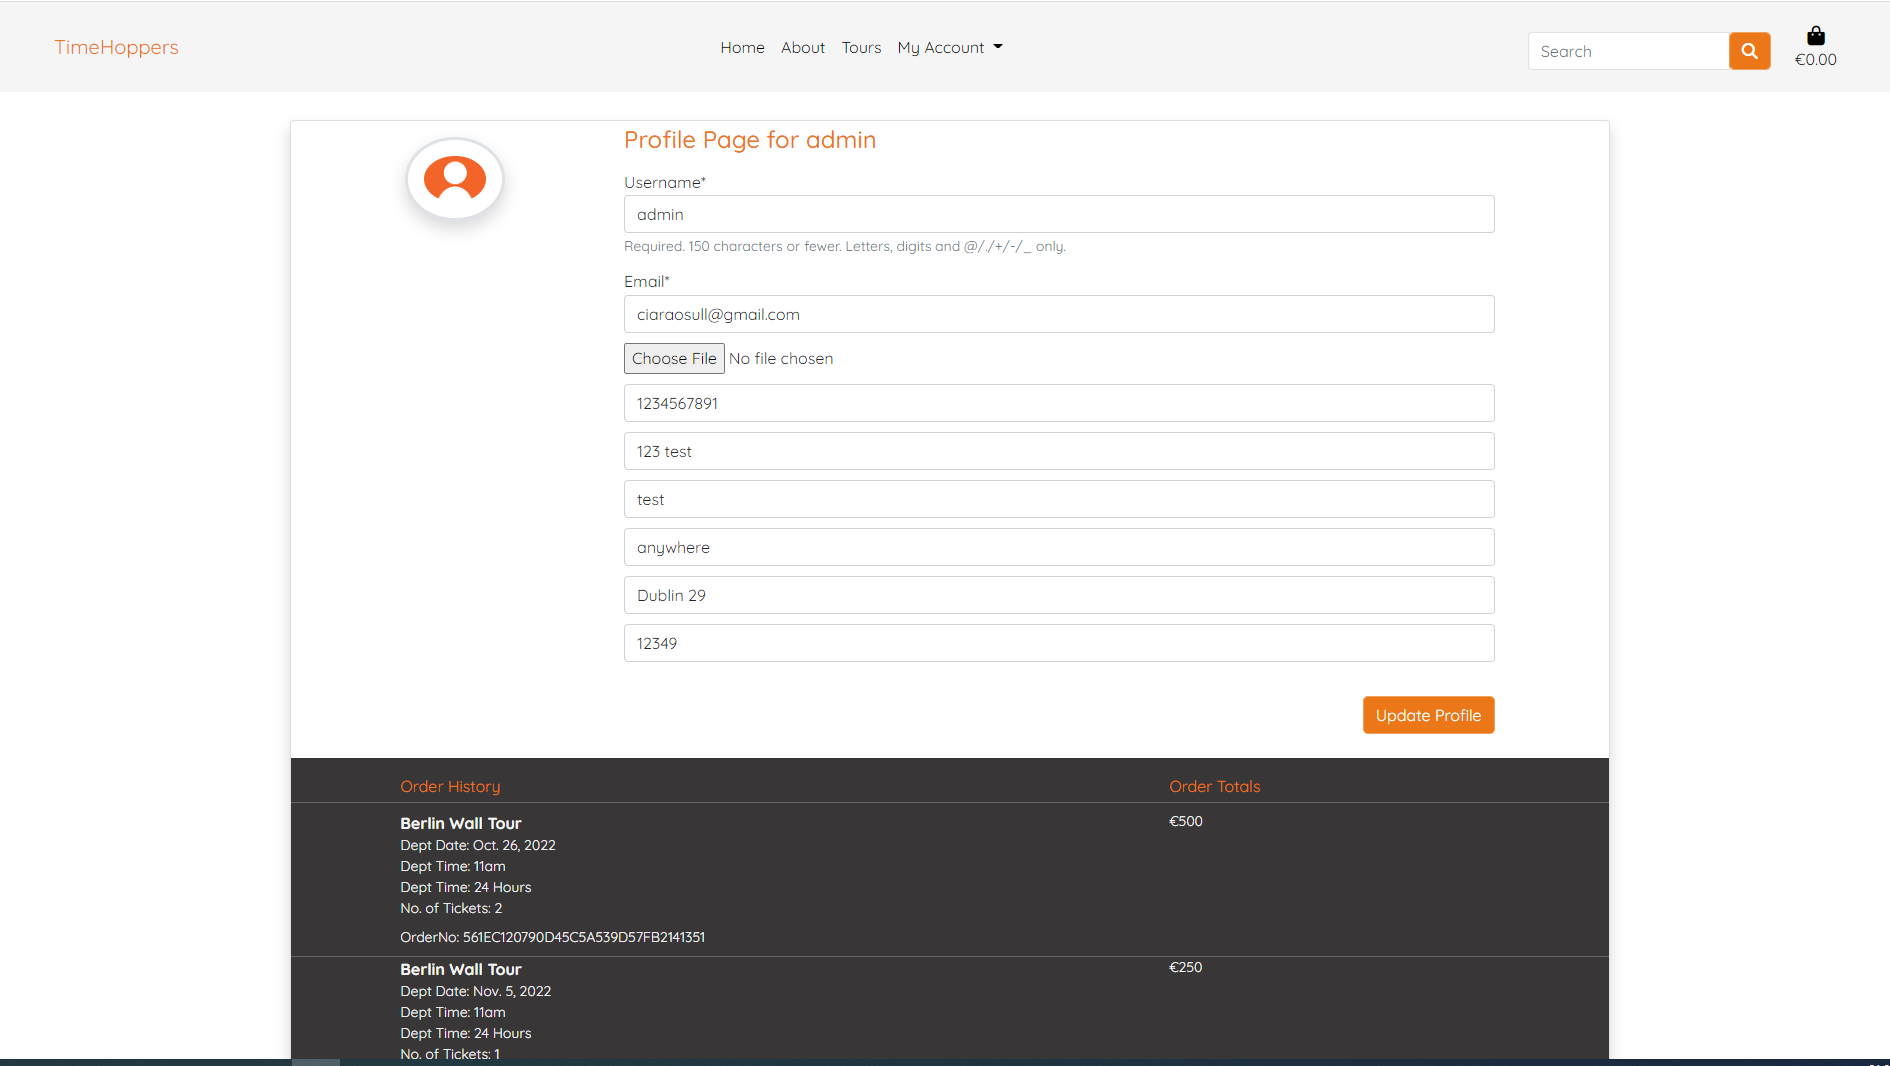 TimeHoppers
Home About Tours My Account
Search
€0.00
Profile Page for admin
Username*
admin
Required. 150 characters or fewer. Letters, digits and @/./+/-/_ only.
Email*
ciaraosull@gmail.com
Choose File No file chosen
1234567891
123 test
test
anywhere
Dublin 29
12349
Update Profile
Order History Order Totals
Berlin Wall Tour €500
Dept Date: Oct. 26, 2022
Dept Time: 11am
Dept Time: 24 Hours
No. of Tickets: 2
OrderNo: 561EC120790D45C5A539D57FB2141351
Berlin Wall Tour €250
Dept Date: Nov. 5, 2022
Dept Time: 11am
Dept Time: 24 Hours
No. of Tickets: 1